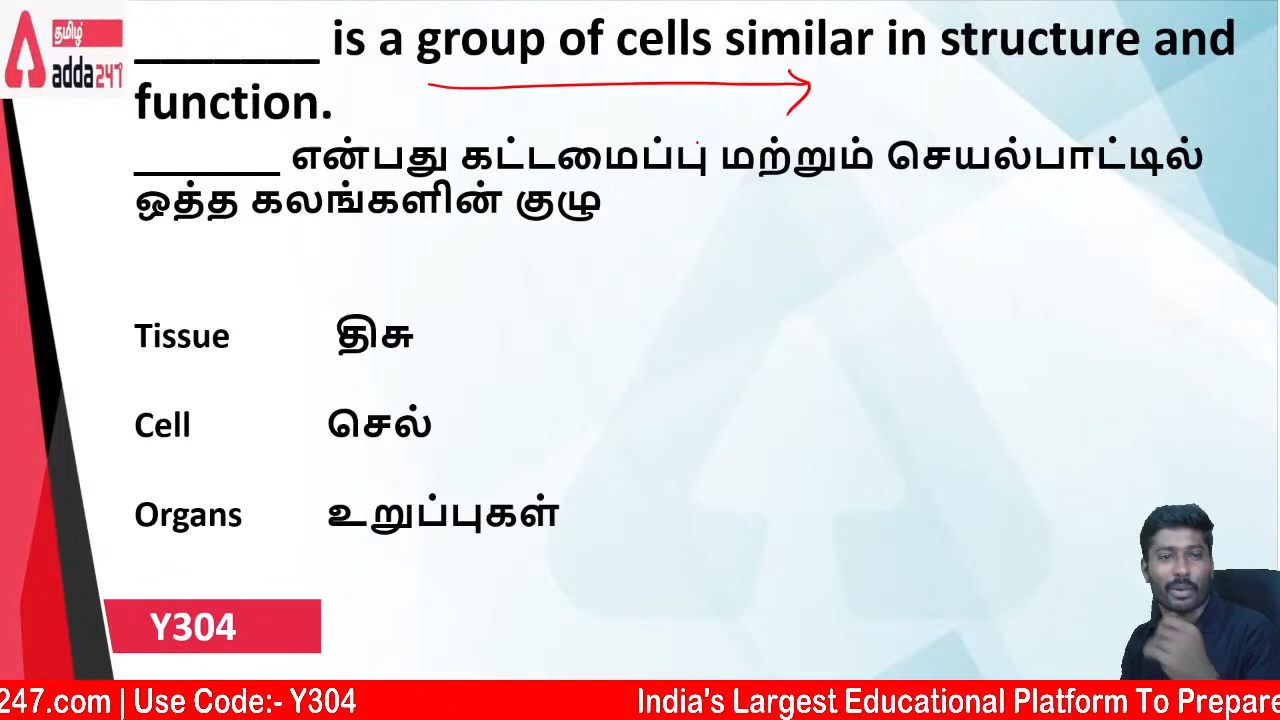 தமிழ்
adda247
________ is a group of cells similar in structure and
function.
_______ என்பது கட்டமைப்பு மற்றும் செயல்பாட்டில்
ஒத்த கலங்களின் குழு
Tissue திசு
Cell செல்
Organs உறுப்புகள்
Y304
247.com | Use Code:- Y304 India's Largest Educational Platform To Prepare